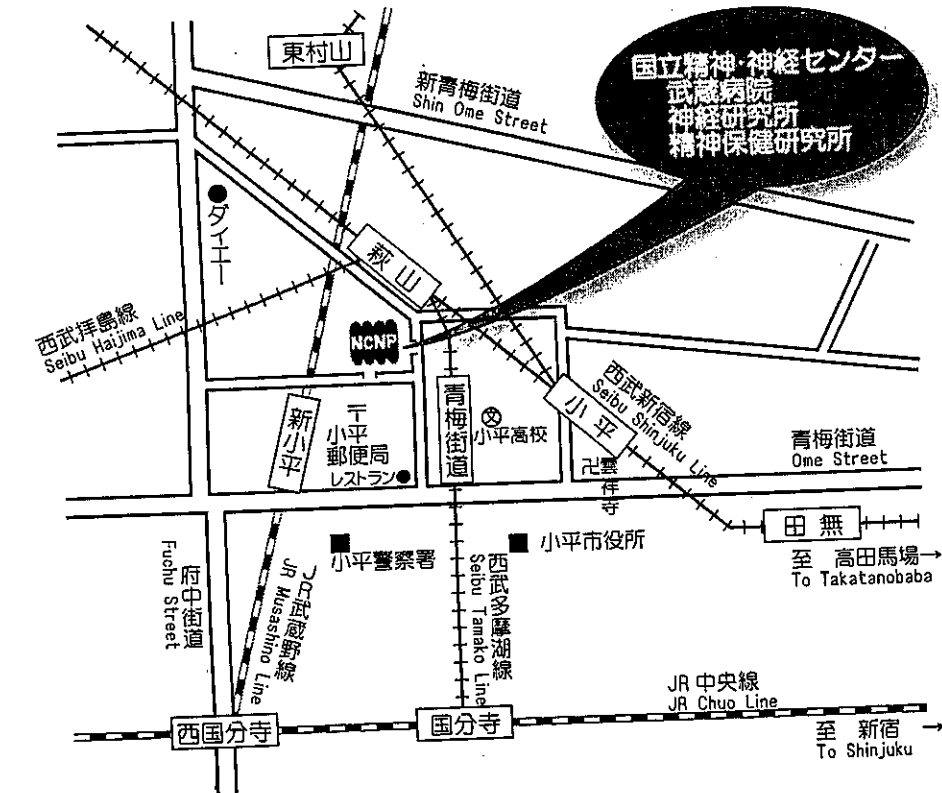 東村山
新青梅街道
Shin Ome Street
国立精神・神経センター
武蔵病院
神経研究所
精神保健研究所
ダイエー
萩山
西武拝島線
Seibu Haijima Line
NCNP
新小平
〒
小平
郵便局
レストラン
青梅街道
文
小平高校
小平
西武新宿線
Seibu Shinjuku Line
卍雲祥寺
青梅街道
Ome Street
田無
至 高田馬場→
To Takatanobaba
府中街道
Fuchu Street
JR武蔵野線
JR Musashino Line
小平警察署
小平市役所
西武多摩湖線
Seibu Tamako Line
JR 中央線
JR Chuo Line
西国分寺
国分寺
至 新宿→
To Shinjuku